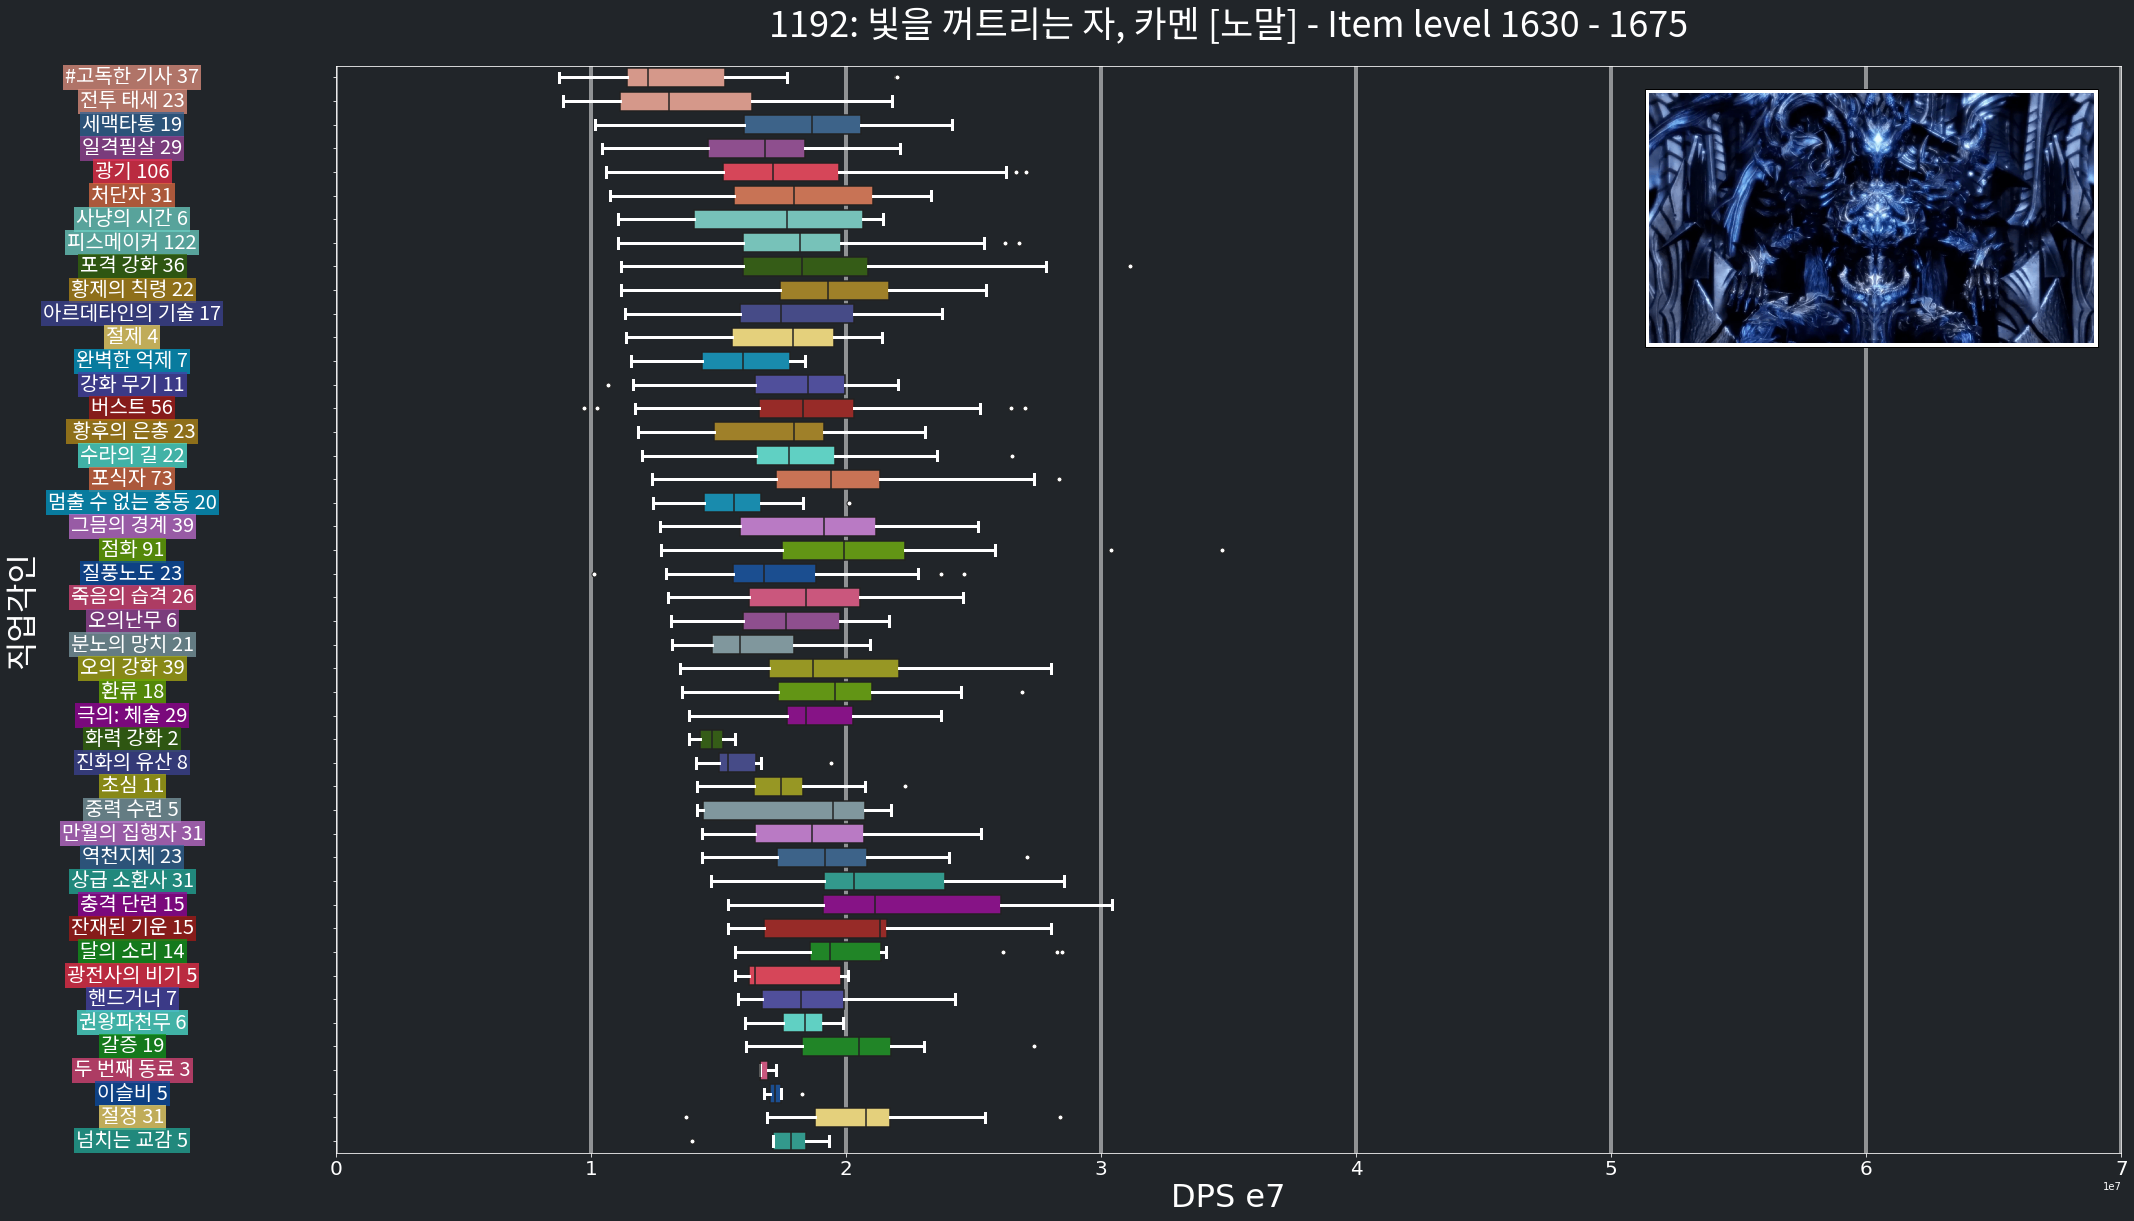 1192: 빛을 꺼트리는 자, 카멘 [노말] - Item level 1630 - 1675
#고독한 기사 37
전투 태세 23
세맥타통 19
일격필살 29
광기 106
처단자 31
사냥의 시간 6
피스메이커 122
포격 강화 36
황제의 칙령 22
아르데타인의 기술 17
절제 4
완벽한 억제 7
강화 무기 11
버스트 56
황후의 은총 23
수라의 길 22
포식자 73
멈출 수 없는 충동 20
그믐의 경계 39
점화 91
질풍노도 23
죽음의 습격 26
오의난무 6
분노의 망치 21
오의 강화 39
환류 18
극의: 체술 29
화력 강화 2
진화의 유산 8
초심 11
중력 수련 5
만월의 집행자 31
역천지체 23
상급 소환사 31
충격 단련 15
잔재된 기운 15
달의 소리 14
광전사의 비기 5
핸드거너 7
권왕파천무 6
갈증 19
두 번째 동료 3
이슬비 5
절정 31
넘치는 교감 5
직업각인
0 1 2 3 4 5 6 7
1e7
DPS e7